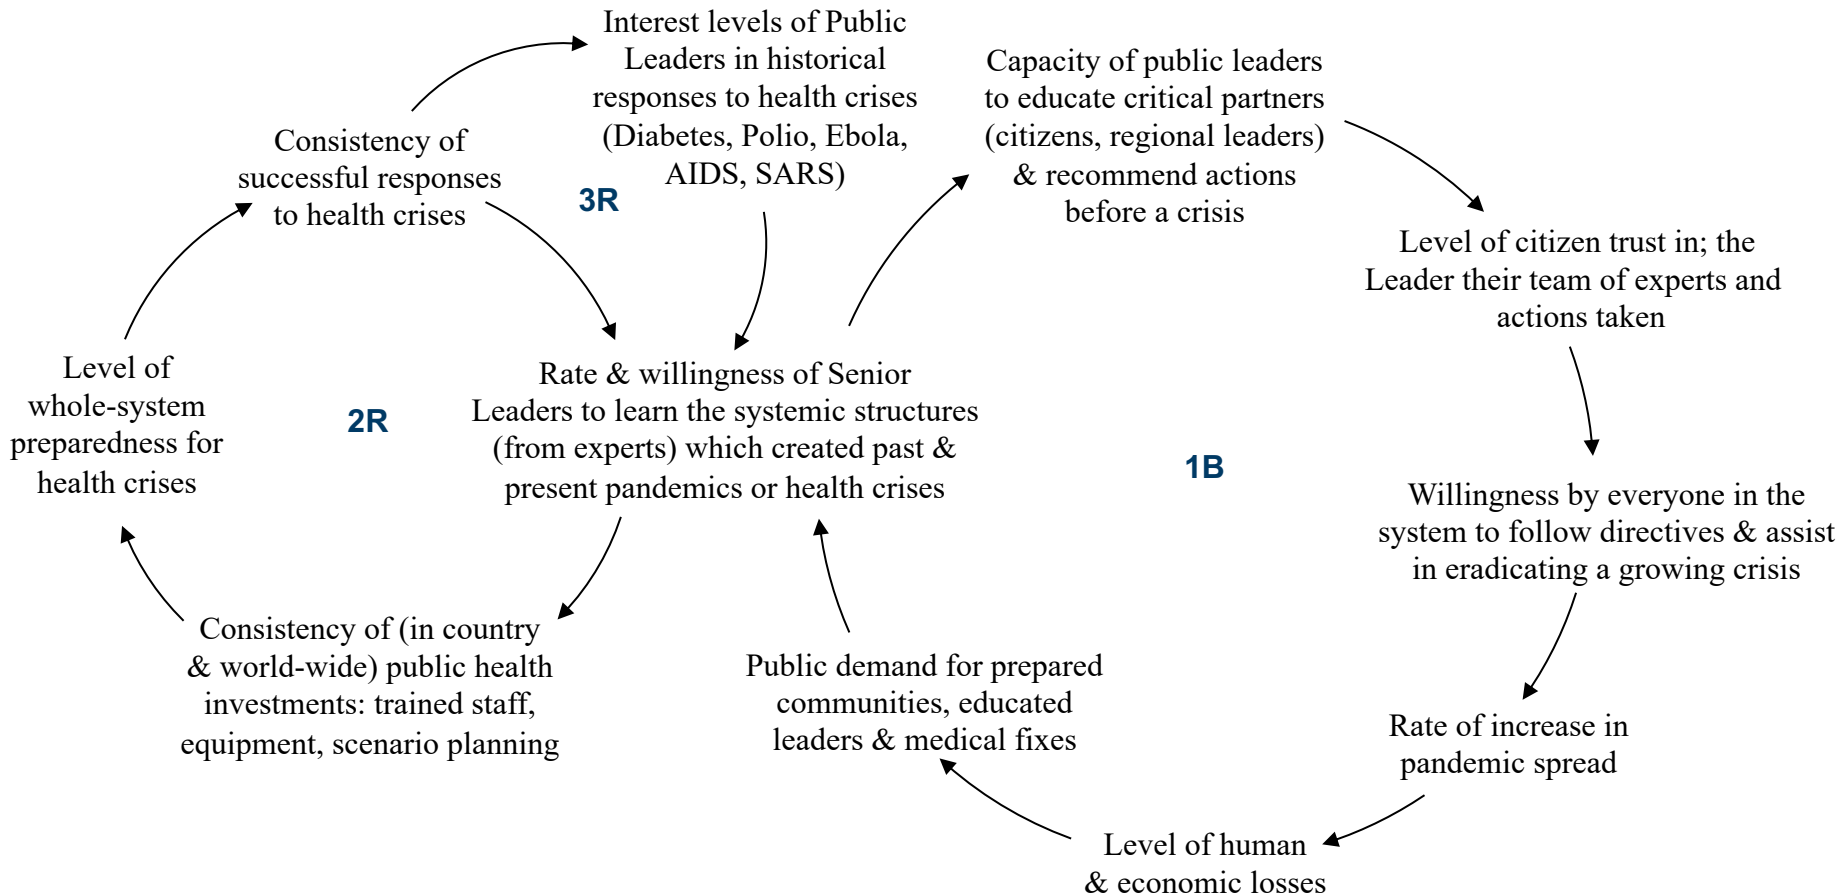 Interest levels of Public
Leaders in historical
responses to health crises
(Diabetes, Polio, Ebola,
AIDS, SARS)
Capacity of public leaders
to educate critical partners
(citizens, regional leaders)
& recommend actions
before a crisis
Consistency of
successful responses
to health crises
3R
Level of citizen trust in; the
Leader their team of experts and
actions taken
Level of
whole-system
preparedness for
health crises
2R
Rate & willingness of Senior
Leaders to learn the systemic structures
(from experts) which created past &
present pandemics or health crises
1B
Willingness by everyone in the
system to follow directives & assist
in eradicating a growing crisis
Consistency of (in country
& world-wide) public health
investments: trained staff,
equipment, scenario planning
Public demand for prepared
communities, educated
leaders & medical fixes
Rate of increase in
pandemic spread
Level of human
& economic losses